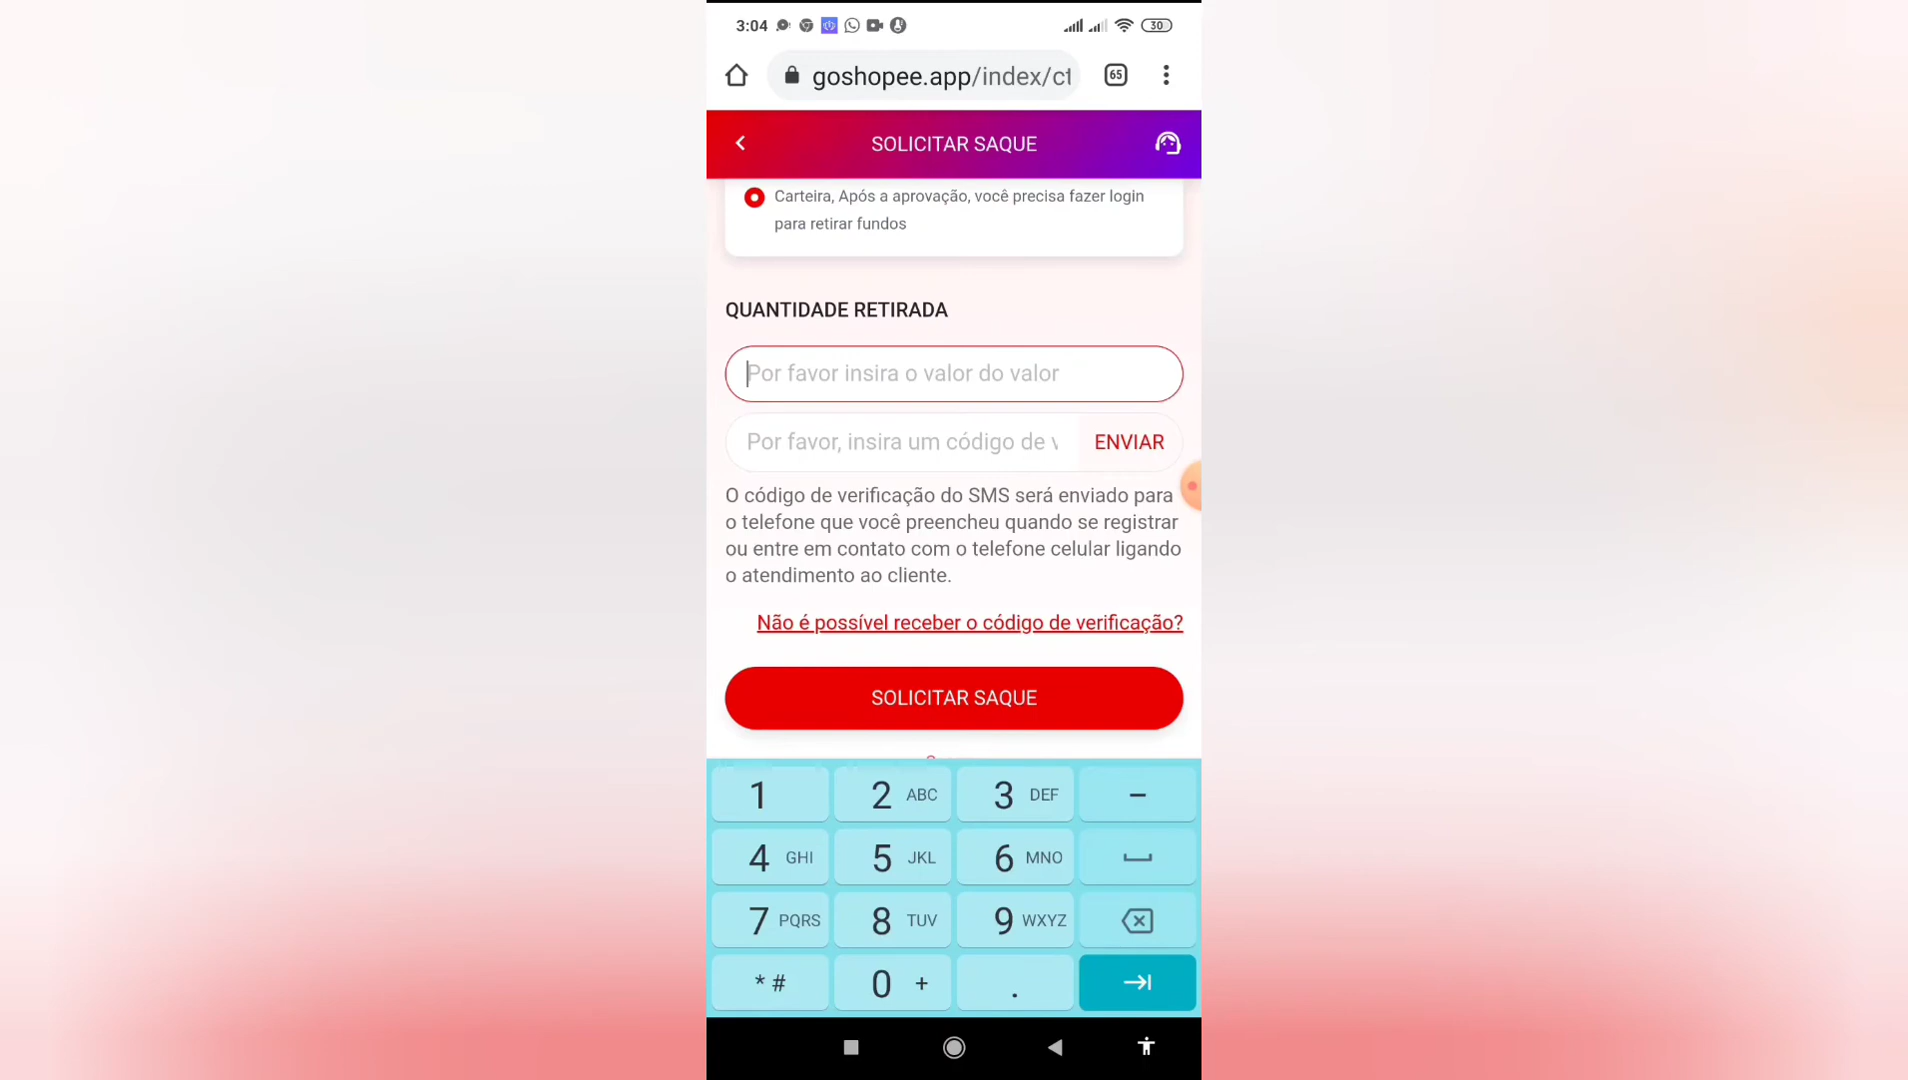 3:04
30
goshopee.app/index/ct
65
SOLICITAR SAQUE
Carteira, Após a aprovação, você precisa fazer login
para retirar fundos
QUANTIDADE RETIRADA
Por favor insira o valor do valor
Por favor, insira um código de v
ENVIAR
O código de verificação do SMS será enviado para
o telefone que você preencheu quando se registrar
ou entre em contato com o telefone celular ligando
o atendimento ao cliente.
Não é possível receber o código de verificação?
SOLICITAR SAQUE
1 2 ABC 3 DEF -
4 GHI 5 JKL 6 MNO
7 PQRS 8 TUV 9 WXYZ
* # 0 + .